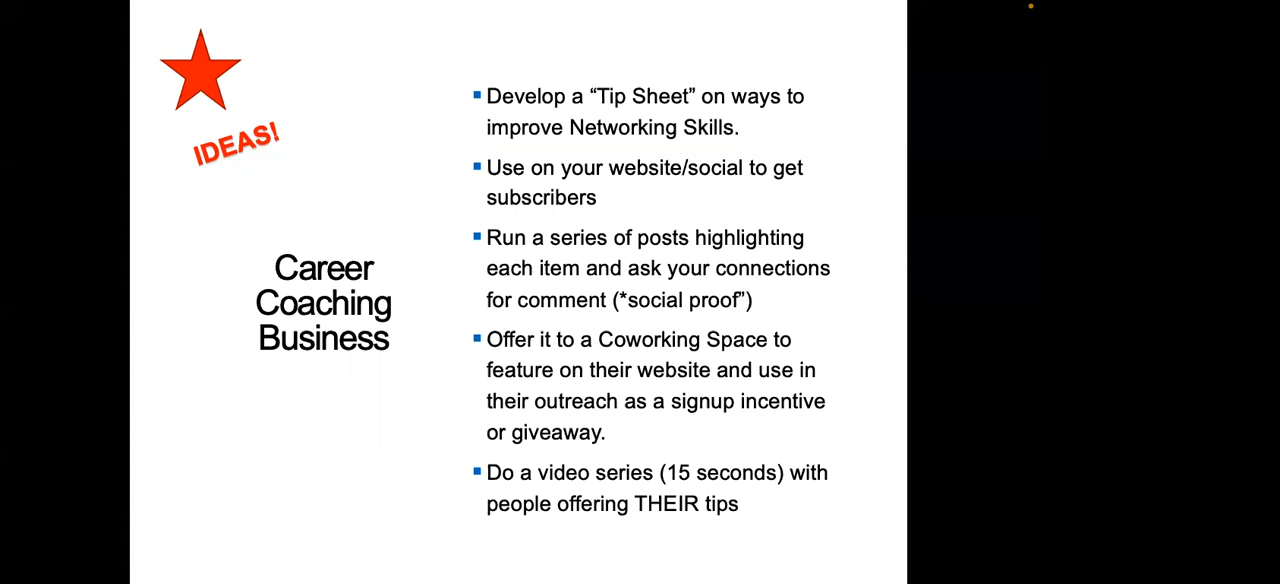 IDEAS!
Career
Coaching
Business
▪ Develop a “Tip Sheet” on ways to
improve Networking Skills.
▪ Use on your website/social to get
subscribers
▪ Run a series of posts highlighting
each item and ask your connections
for comment (*social proof”)
▪ Offer it to a Coworking Space to
feature on their website and use in
their outreach as a signup incentive
or giveaway.
▪ Do a video series (15 seconds) with
people offering THEIR tips